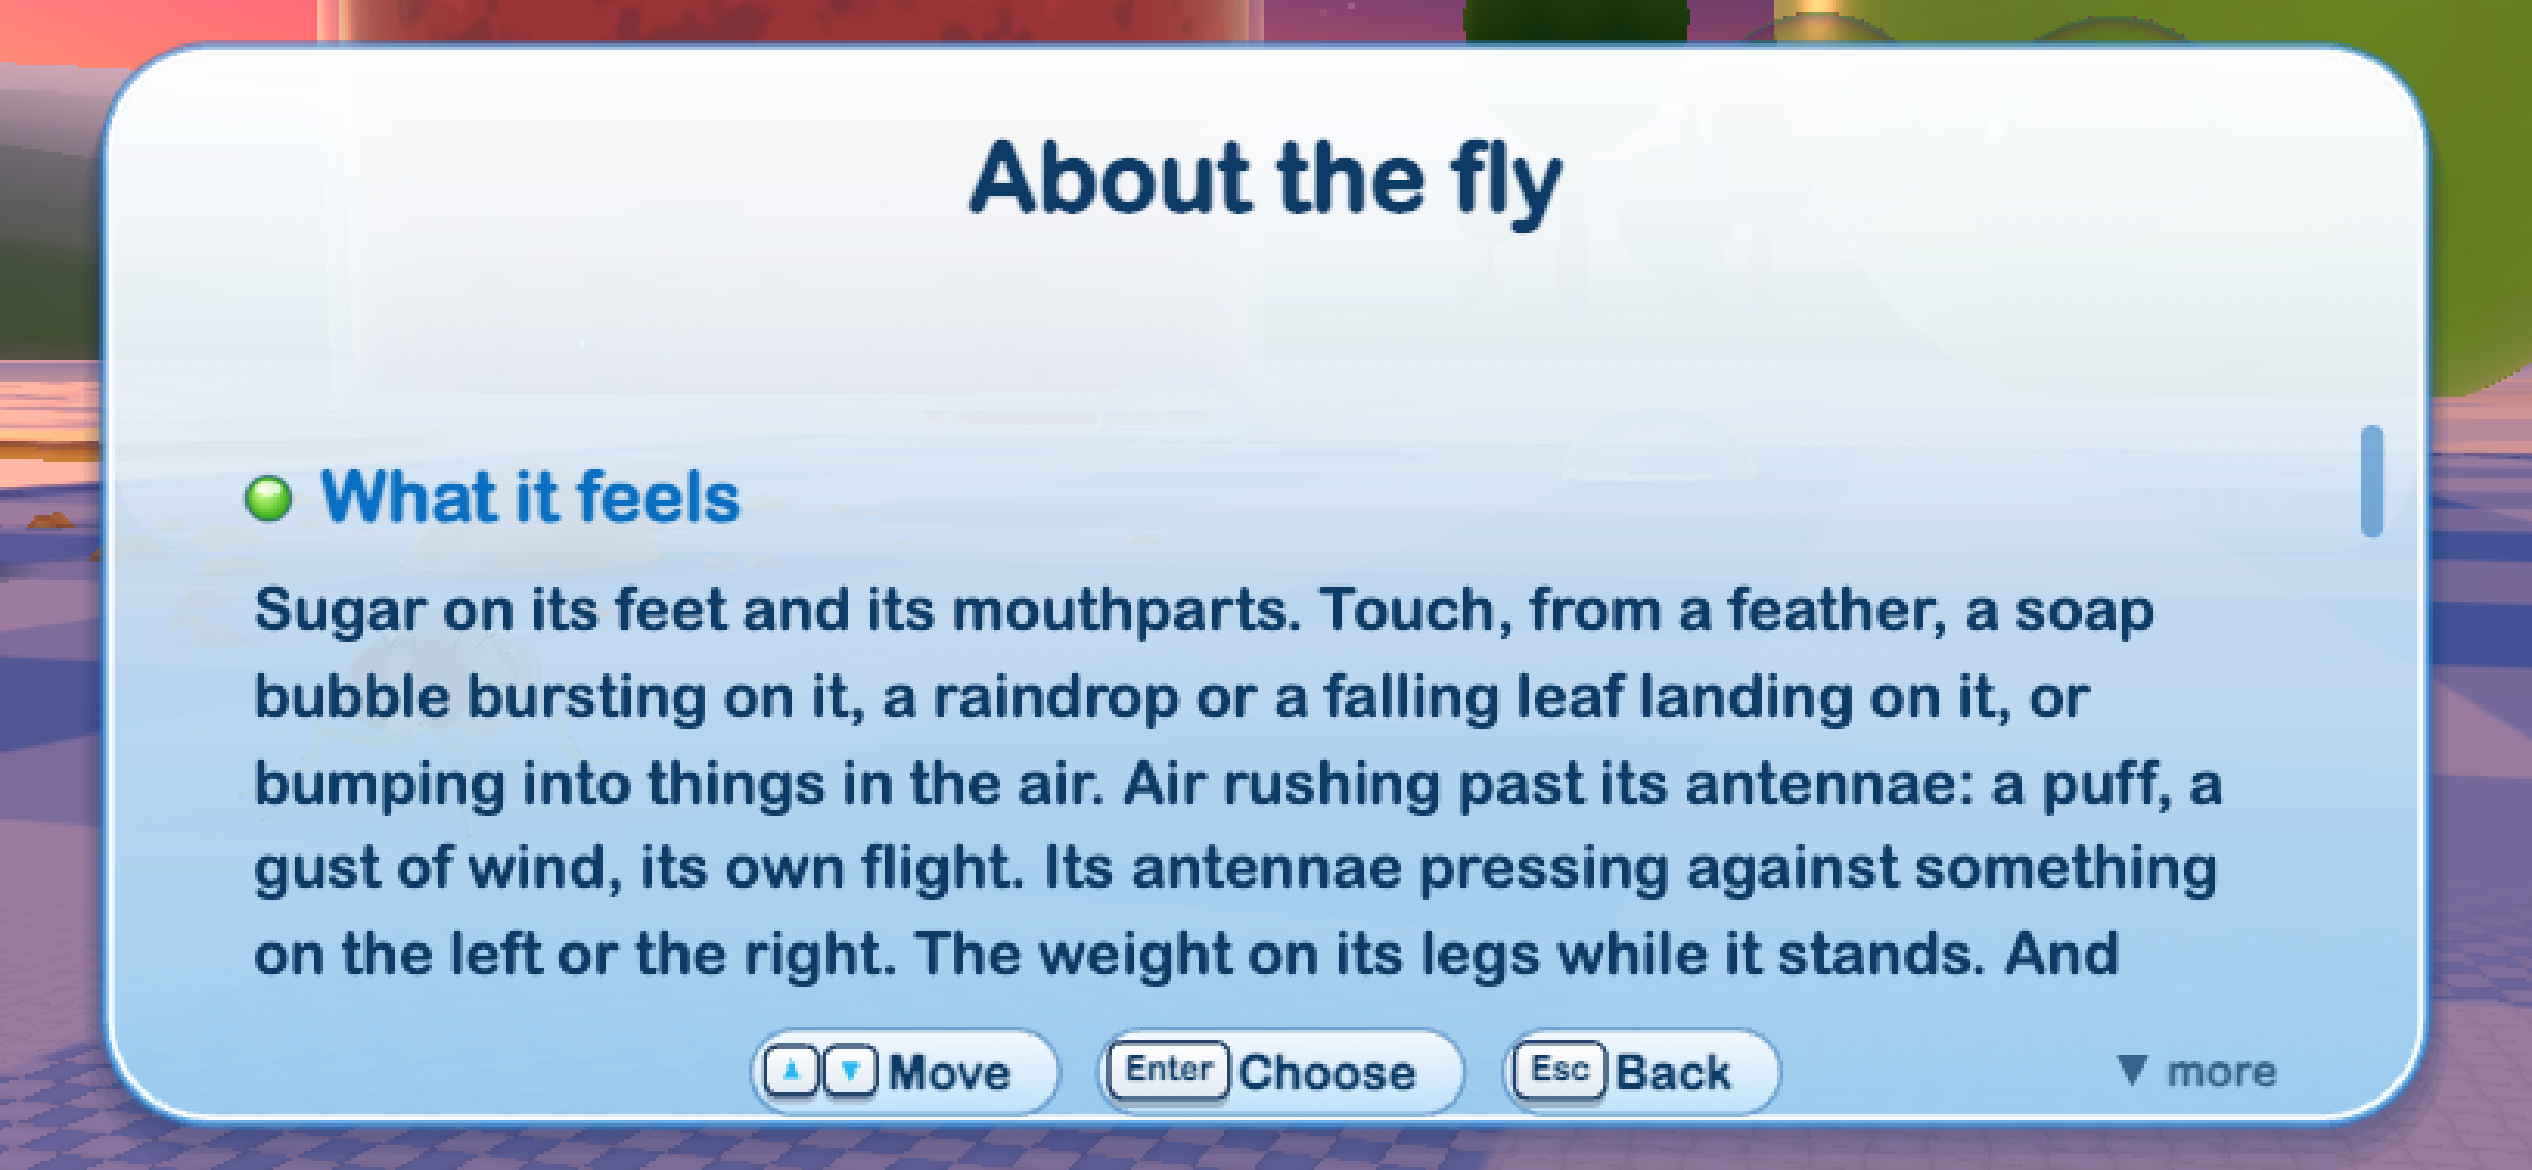 About the fly
What it feels
Sugar on its feet and its mouthparts. Touch, from a feather, a soap
bubble bursting on it, a raindrop or a falling leaf landing on it, or
bumping into things in the air. Air rushing past its antennae: a puff, a
gust of wind, its own flight. Its antennae pressing against something
on the left or the right. The weight on its legs while it stands. And
▲ ▼ Move Enter Choose Esc Back ▼ more